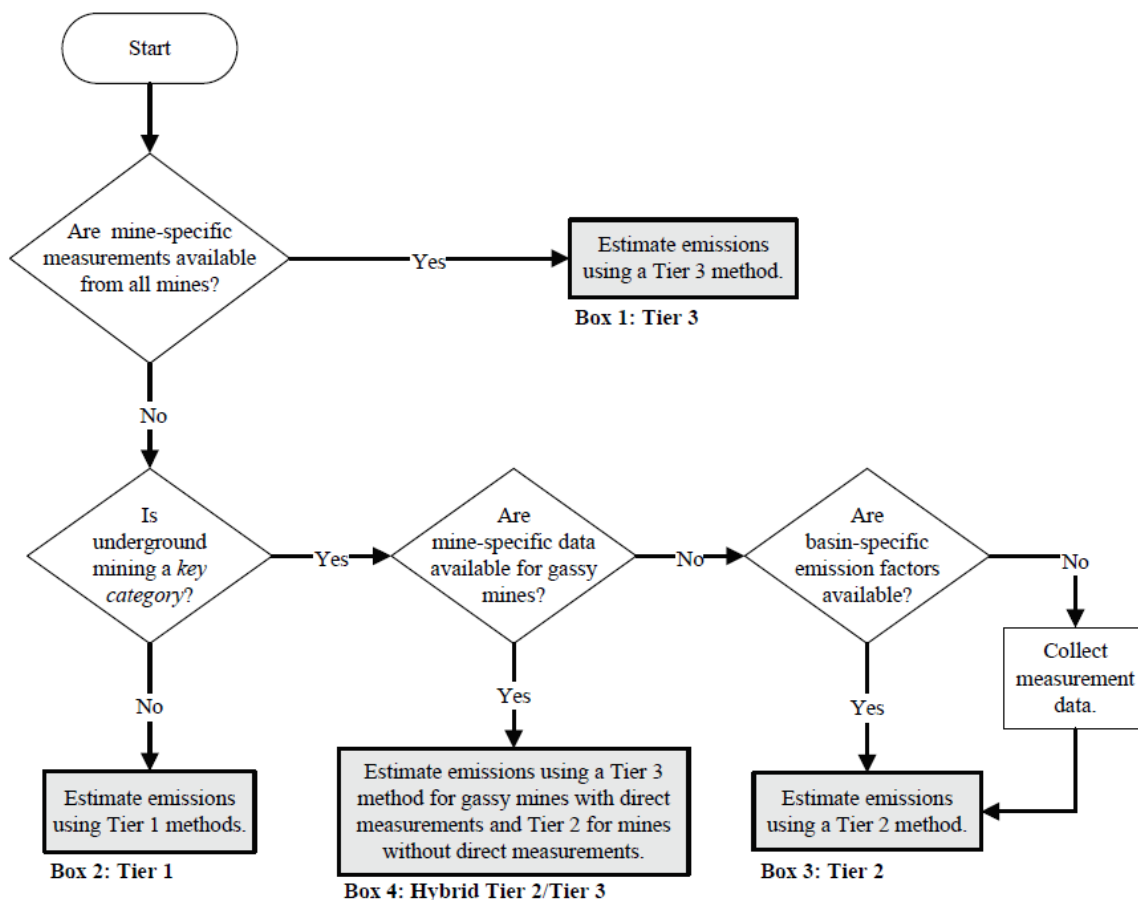 Start
Are mine-specific
measurements available
from all mines?
Yes
Estimate emissions
using a Tier 3 method.
Box 1: Tier 3
No
Is
underground
mining a key
category?
Yes
Are
mine-specific data
available for gassy
mines?
No
Are
basin-specific
emission factors
available?
No
Collect
measurement
data.
No
Yes
Yes
Estimate emissions
using Tier 1 methods.
Box 2: Tier 1
Estimate emissions using a Tier 3
method for gassy mines with direct
measurements and Tier 2 for mines
without direct measurements.
Box 4: Hybrid Tier 2/Tier 3
Estimate emissions
using a Tier 2 method.
Box 3: Tier 2